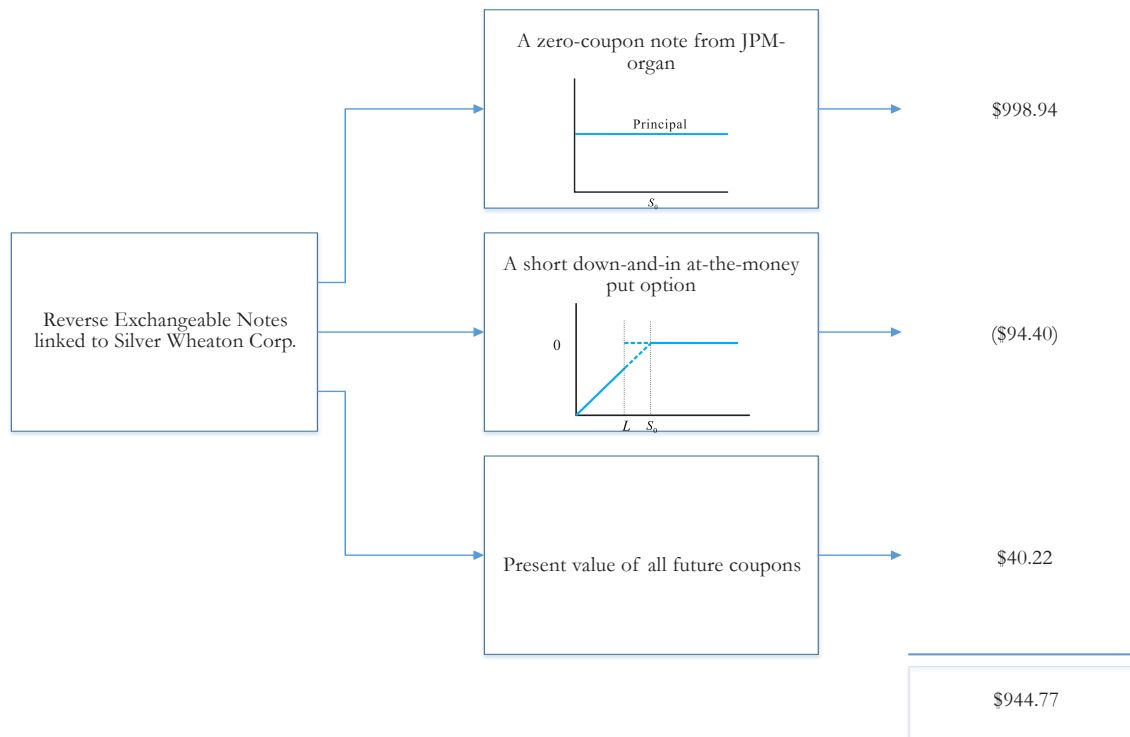 A zero-coupon note from JPM-
organ
Principal
S₀
$998.94
Reverse Exchangeable Notes
linked to Silver Wheaton Corp.
A short down-and-in at-the-money
put option
0
L S₀
($94.40)
Present value of all future coupons
$40.22
$944.77